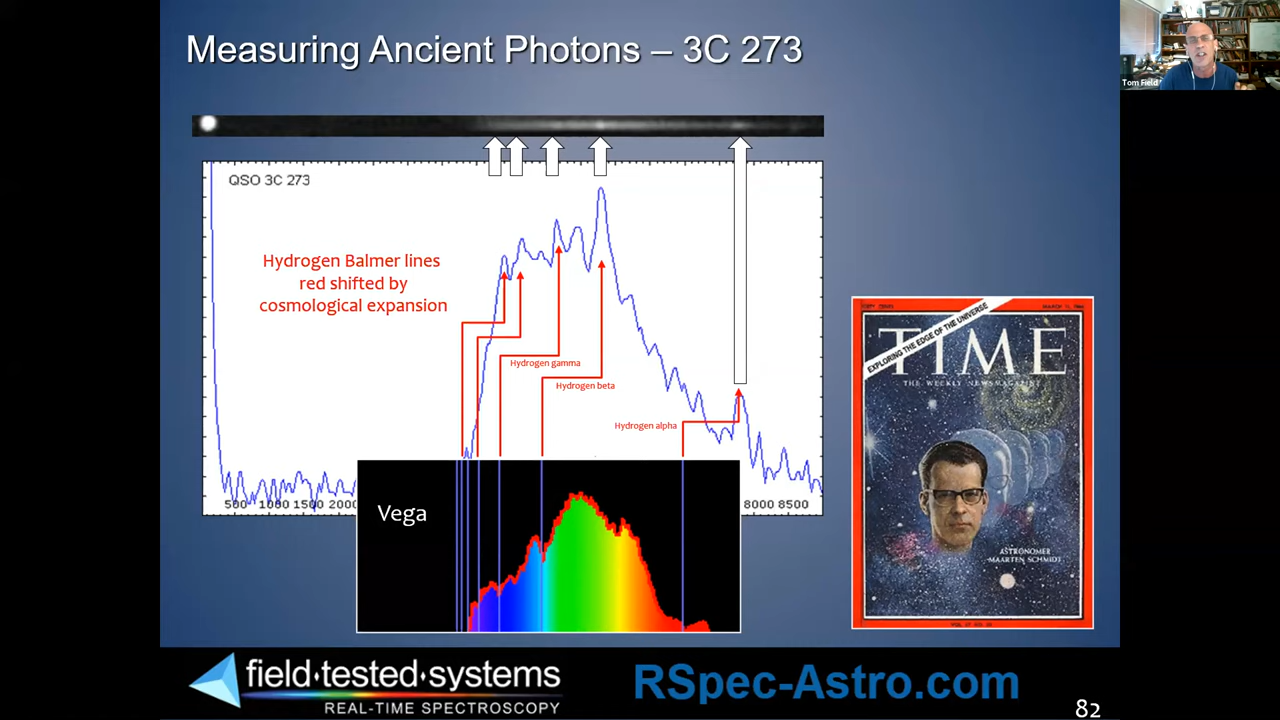 Measuring Ancient Photons – 3C 273
Tom Field
QSO 3C 273
Hydrogen Balmer lines
red shifted by
cosmological expansion
Hydrogen gamma
Hydrogen beta
Hydrogen alpha
500 1000 1500 2000
8000 8500
Vega
EXPLORING THE EDGE OF THE UNIVERSE
TIME
THE WEEKLY NEWSMAGAZINE
ASTRONOMER
MAARTEN SCHMIDT
field·tested·systems
REAL-TIME SPECTROSCOPY
RSpec-Astro.com
82